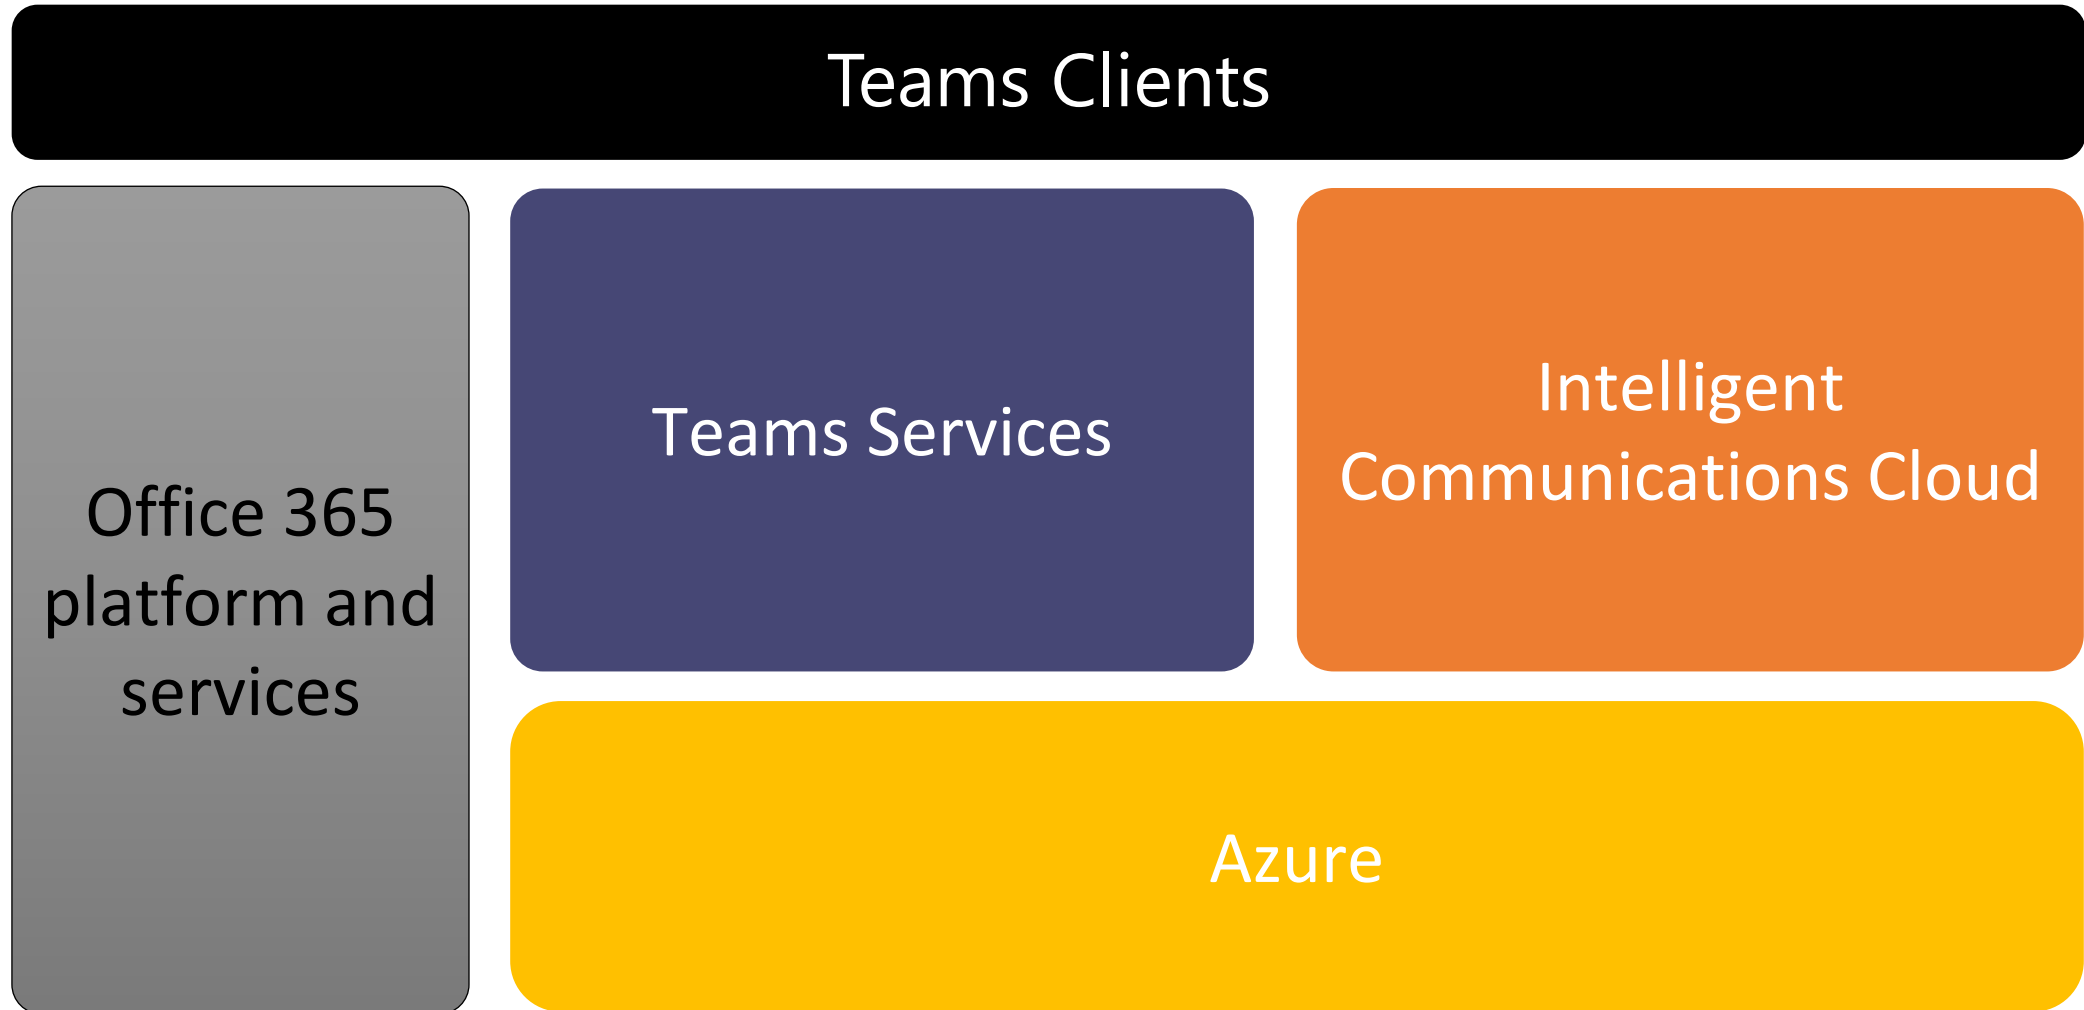 Teams Clients
Office 365
platform and
services
Teams Services
Intelligent
Communications Cloud
Azure